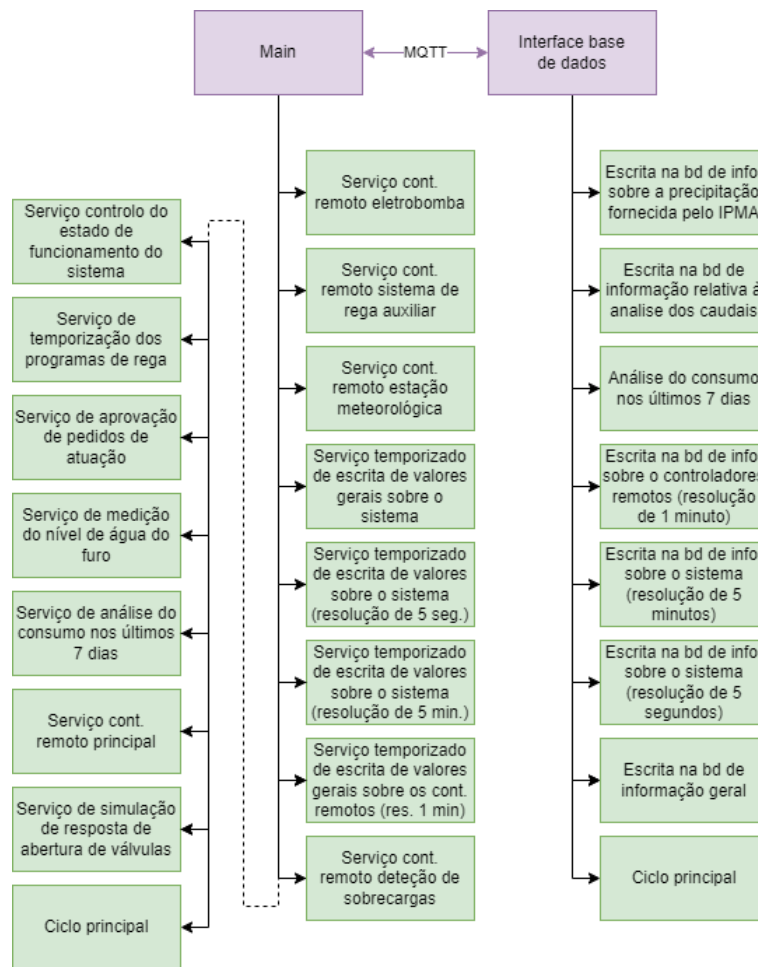 Main
MQTT
Interface base
de dados
Serviço controlo do
estado de
funcionamento do
sistema
Serviço de
temporização dos
programas de rega
Serviço de aprovação
de pedidos de
atuação
Serviço de medição
do nível de água do
furo
Serviço de análise do
consumo nos últimos
7 dias
Serviço cont.
remoto principal
Serviço de simulação
de resposta de
abertura de válvulas
Ciclo principal
Serviço cont.
remoto eletrobomba
Serviço cont.
remoto sistema de
rega auxiliar
Serviço cont.
remoto estação
meteorológica
Serviço temporizado
de escrita de valores
gerais sobre o
sistema
Serviço temporizado
de escrita de valores
sobre o sistema
(resolução de 5 seg.)
Serviço temporizado
de escrita de valores
sobre o sistema
(resolução de 5 min.)
Serviço temporizado
de escrita de valores
gerais sobre os cont.
remotos (res. 1 min)
Serviço cont.
remoto deteção de
sobrecargas
Escrita na bd de info.
sobre a precipitação
fornecida pelo IPMA
Escrita na bd de
informação relativa à
analise dos caudais
Análise do consumo
nos últimos 7 dias
Escrita na bd de info.
sobre o controladores
remotos (resolução
de 1 minuto)
Escrita na bd de info.
sobre o sistema
(resolução de 5
minutos)
Escrita na bd de info.
sobre o sistema
(resolução de 5
segundos)
Escrita na bd de
informação geral
Ciclo principal